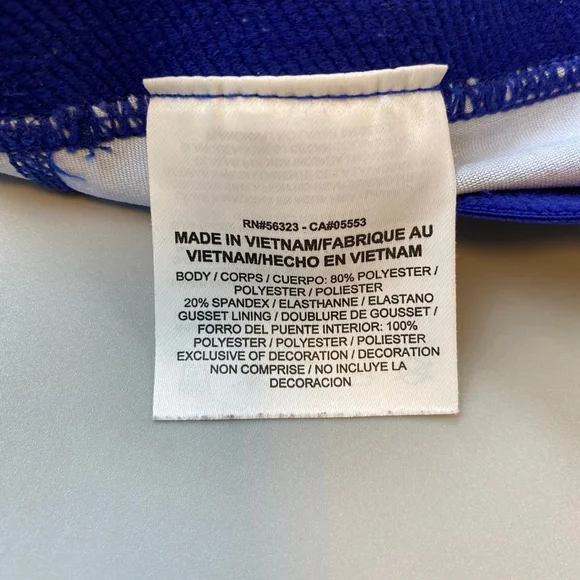 RN#56323 - CA#05553
MADE IN VIETNAM/FABRIQUE AU
VIETNAM/HECHO EN VIETNAM
BODY / CORPS / CUERPO: 80% POLYESTER /
POLYESTER / POLIESTER
20% SPANDEX / ELASTHANNE / ELASTANO
GUSSET LINING / DOUBLURE DE GOUSSET /
FORRO DEL PUENTE INTERIOR: 100%
POLYESTER / POLYESTER / POLIESTER
EXCLUSIVE OF DECORATION / DECORATION
NON COMPRISE / NO INCLUYE LA
DECORACION